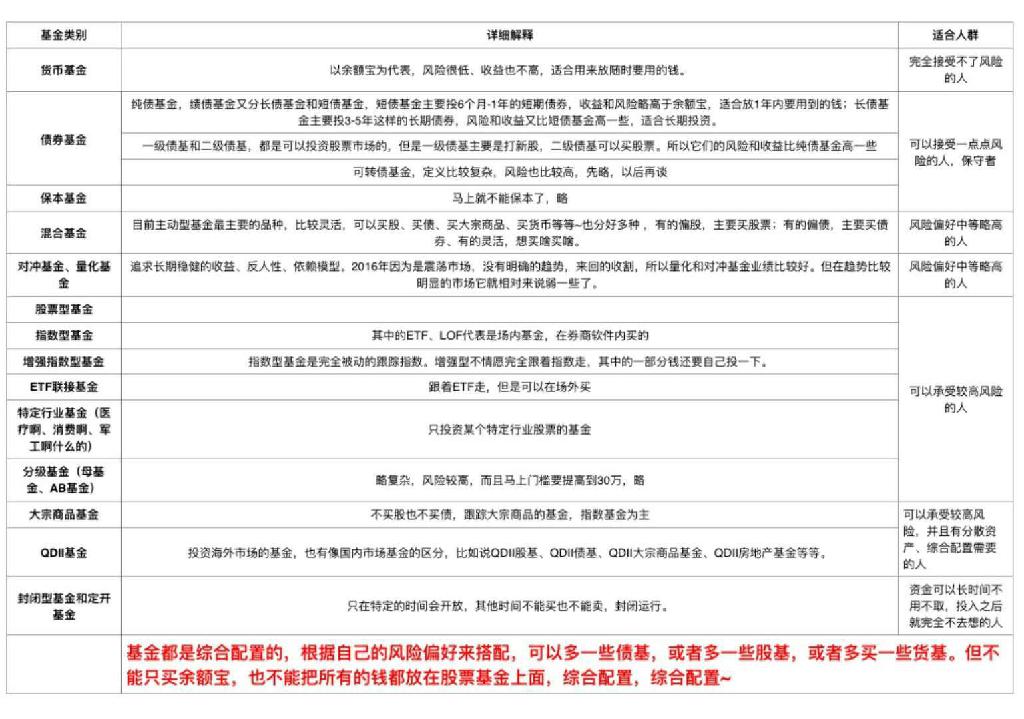 基金类别
详细解释
适合人群
货币基金
以余额宝为代表，风险很低、收益也不高，适合用来放随时要用的钱。
完全接受不了风险
的人
债券基金
纯债基金，绩债基金又分长债基金和短债基金，短债基金主要投6个月-1年的短期债券，收益和风险略高于余额宝，适合放1年内要用到的钱；长债基
金主要投3-5年这样的长期债券，风险和收益又比短债基金高一些，适合长期投资。
一级债基和二级债基，都是可以投资股票市场的，但是一级债基主要是打新股，二级债基可以买股票。所以它们的风险和收益比纯债基金高一些
可转债基金，定义比较复杂，风险也比较高，先略，以后再谈
可以接受一点点风
险的人，保守者
保本基金
马上就不能保本了，略
混合基金
目前主动型基金最主要的品种，比较灵活，可以买股、买债、买大宗商品、买货币等等~也分好多种，有的偏股，主要买股票；有的偏债，主要买债
券、有的灵活，想买啥买啥。
风险偏好中等略高
的人
对冲基金、量化基
金
追求长期稳健的收益、反人性、依赖模型，2016年因为是震荡市场，没有明确的趋势，来回的收割，所以量化和对冲基金业绩比较好。但在趋势比较
明显的市场它就相对来说弱一些了。
风险偏好中等略高
的人
股票型基金
指数型基金
其中的ETF、LOF代表是场内基金，在券商软件内买的
增强指数型基金
指数型基金是完全被动的跟踪指数。增强型不情愿完全跟着指数走，其中的一部分钱还要自己投一下。
ETF联接基金
跟着ETF走，但是可以在场外买
可以承受较高风险
的人
特定行业基金（医
疗啊、消费啊、军
工啊什么的）
只投资某个特定行业股票的基金
分级基金（母基
金、AB基金）
略复杂，风险较高，而且马上门槛要提高到30万，略
大宗商品基金
不买股也不买债，跟踪大宗商品的基金，指数基金为主
可以承受较高风
险，并且有分散资
产、综合配置需要
的人
QDII基金
投资海外市场的基金，也有像国内市场基金的区分，比如说QDII股基、QDII债基、QDII大宗商品基金、QDII房地产基金等等。
封闭型基金和定开
基金
只在特定的时间会开放，其他时间不能买也不能卖，封闭运行。
资金可以长时间不
用不取，投入之后
就完全不去想的人
基金都是综合配置的，根据自己的风险偏好来搭配，可以多一些债基，或者多一些股基，或者多买一些货基。但不
能只买余额宝，也不能把所有的钱都放在股票基金上面，综合配置，综合配置~